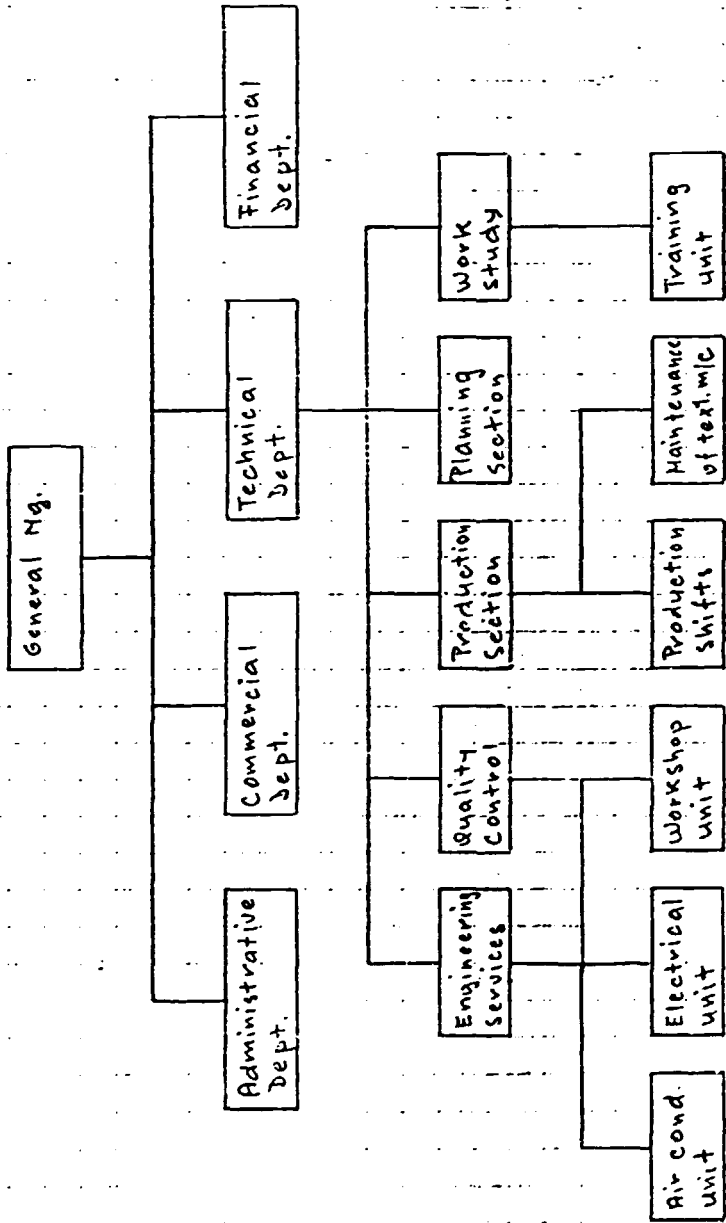 General Mg.
Administrative
Dept.
Commercial
Dept.
Technical
Dept.
Financial
Dept.
Engineering
Services
Quality
Control
Production
Section
Planning
Section
Work
study
Air cond.
unit
Electrical
unit
Workshop
unit
Production
shifts
Maintenance
of text. m/c
Training
unit